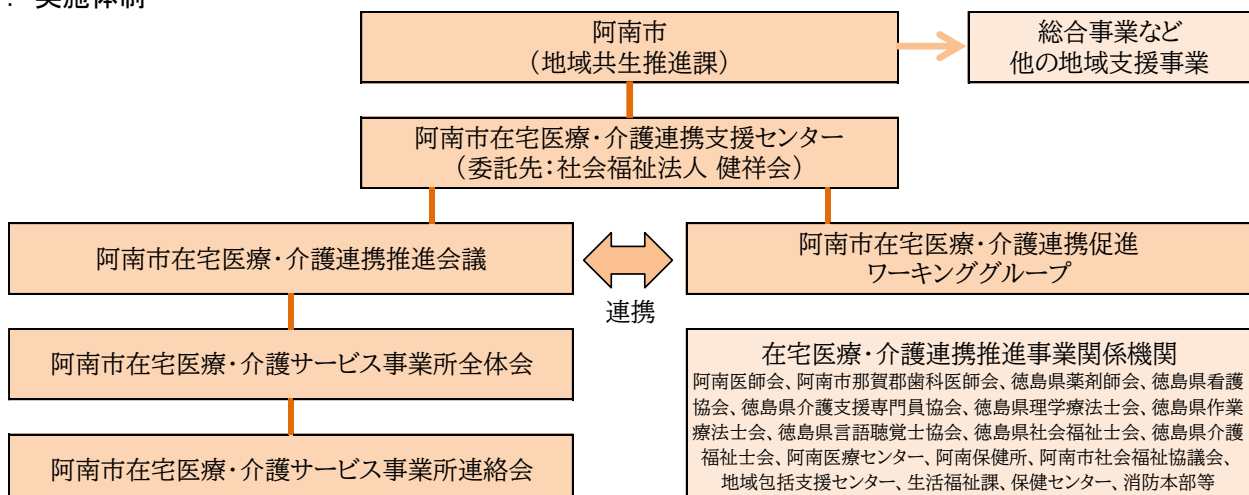 実施体制
阿南市
（地域共生推進課）
総合事業など
他の地域支援事業
阿南市在宅医療・介護連携支援センター
（委託先：社会福祉法人 健祥会）
阿南市在宅医療・介護連携推進会議
連携
阿南市在宅医療・介護連携促進
ワーキンググループ
阿南市在宅医療・介護サービス事業所全体会
阿南市在宅医療・介護サービス事業所連絡会
在宅医療・介護連携推進事業関係機関
阿南医師会、阿南市那賀郡歯科医師会、徳島県薬剤師会、徳島県看護
協会、徳島県介護支援専門員協会、徳島県理学療法士会、徳島県作業
療法士会、徳島県言語聴覚士協会、徳島県社会福祉士会、徳島県介護
福祉士会、阿南医療センター、阿南保健所、阿南市社会福祉協議会、
地域包括支援センター、生活福祉課、保健センター、消防本部等